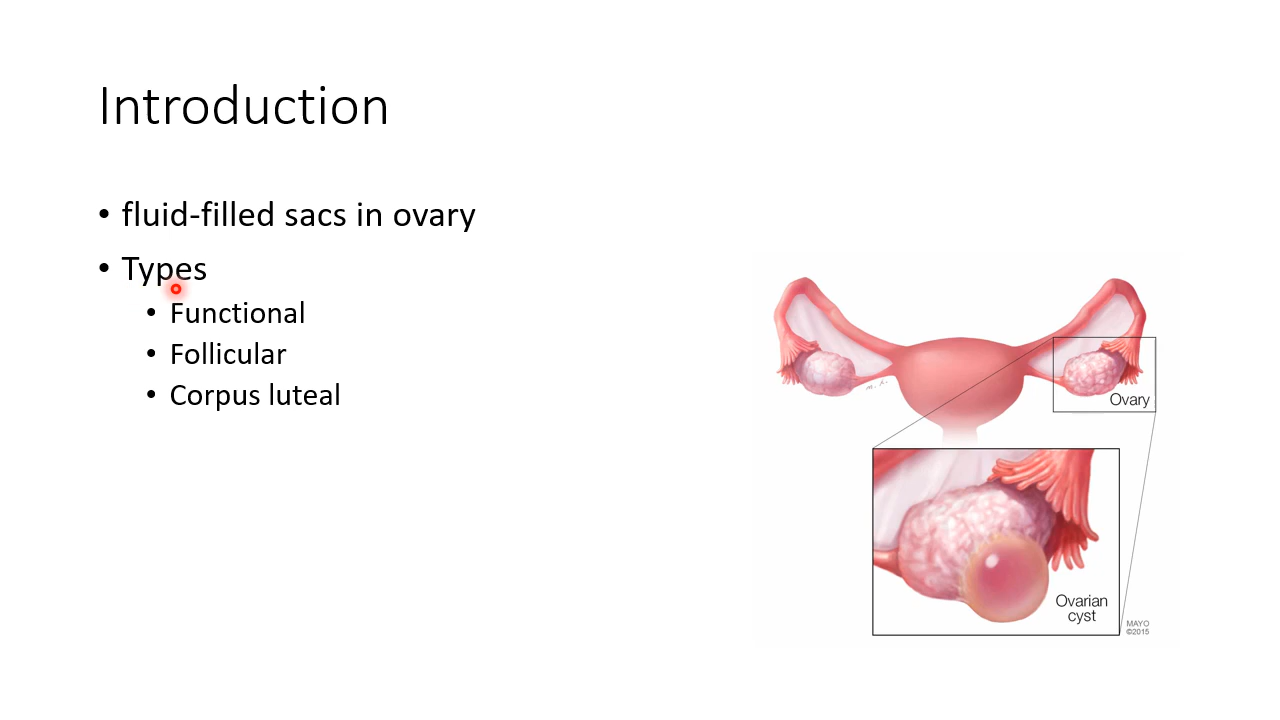 Introduction
• fluid-filled sacs in ovary
• Types
• Functional
• Follicular
• Corpus luteal
Ovary
Ovarian
cyst
MAYO
©2015